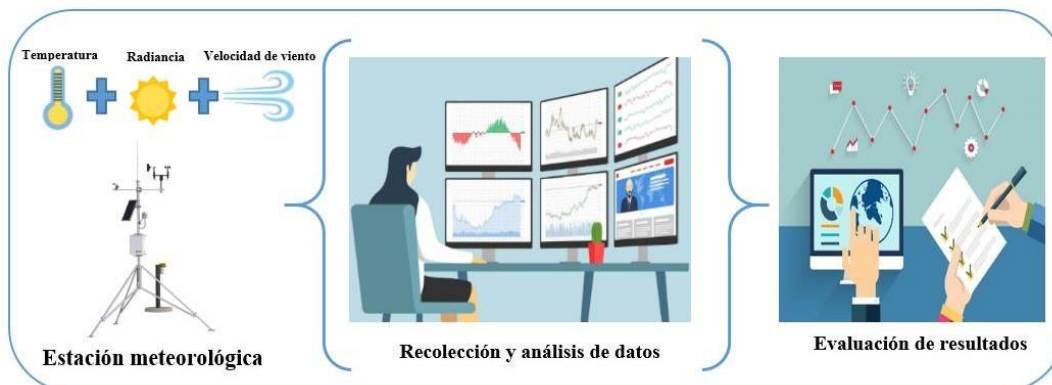 Temperatura
Radiancia
Velocidad de viento
Estación meteorológica
Recolección y análisis de datos
Evaluación de resultados